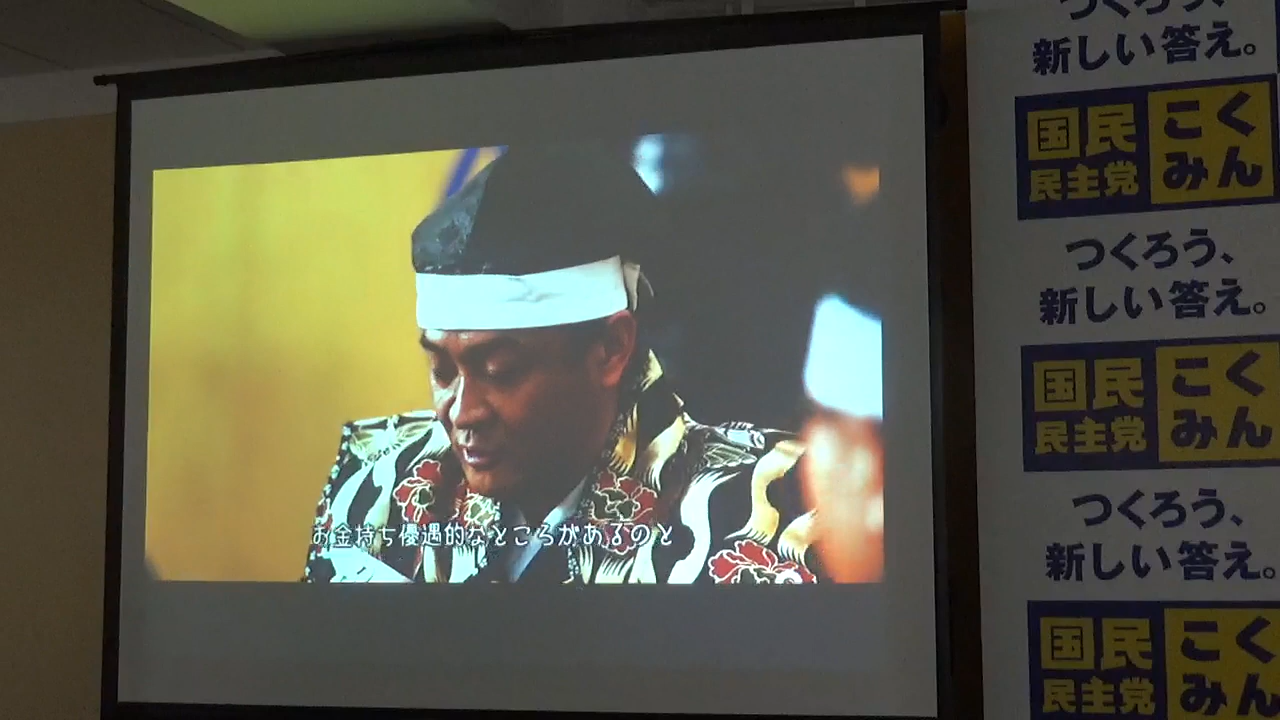 お金持ち優遇的なところがあるのと
つくろう、
新しい答え。
国民
民主党
こく
みん
つくろう、
新しい答え。
国民
民主党
こく
みん
つくろう、
新しい答え。
国民
民主党
こく
みん